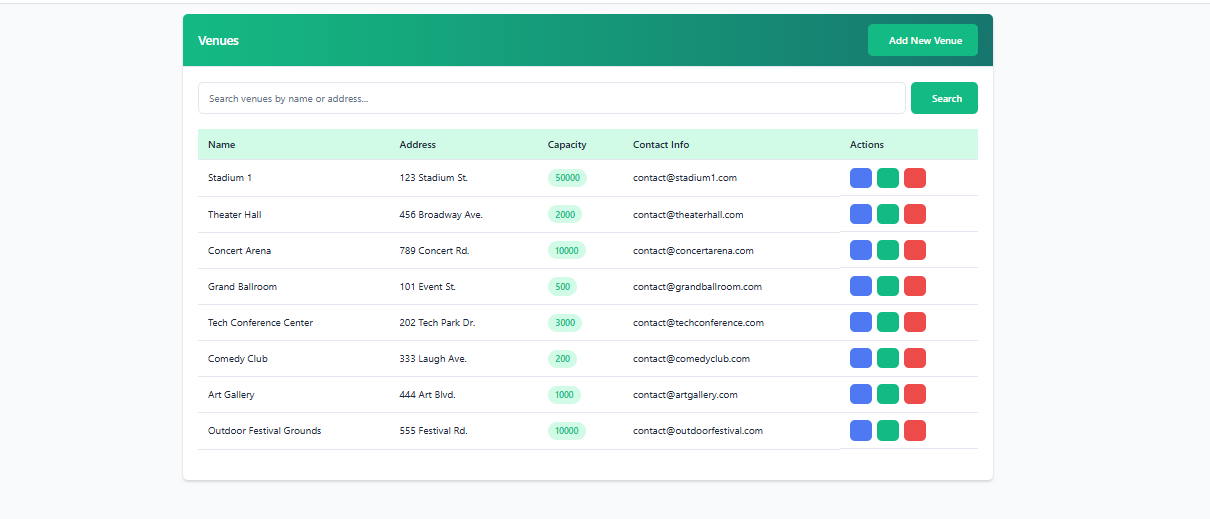 Venues
Add New Venue
Search venues by name or address...
Search
Name Address Capacity Contact Info Actions
Stadium 1 123 Stadium St. 50000 contact@stadium1.com
Theater Hall 456 Broadway Ave. 2000 contact@theaterhall.com
Concert Arena 789 Concert Rd. 10000 contact@concertarena.com
Grand Ballroom 101 Event St. 500 contact@grandballroom.com
Tech Conference Center 202 Tech Park Dr. 3000 contact@techconference.com
Comedy Club 333 Laugh Ave. 200 contact@comedyclub.com
Art Gallery 444 Art Blvd. 1000 contact@artgallery.com
Outdoor Festival Grounds 555 Festival Rd. 10000 contact@outdoorfestival.com